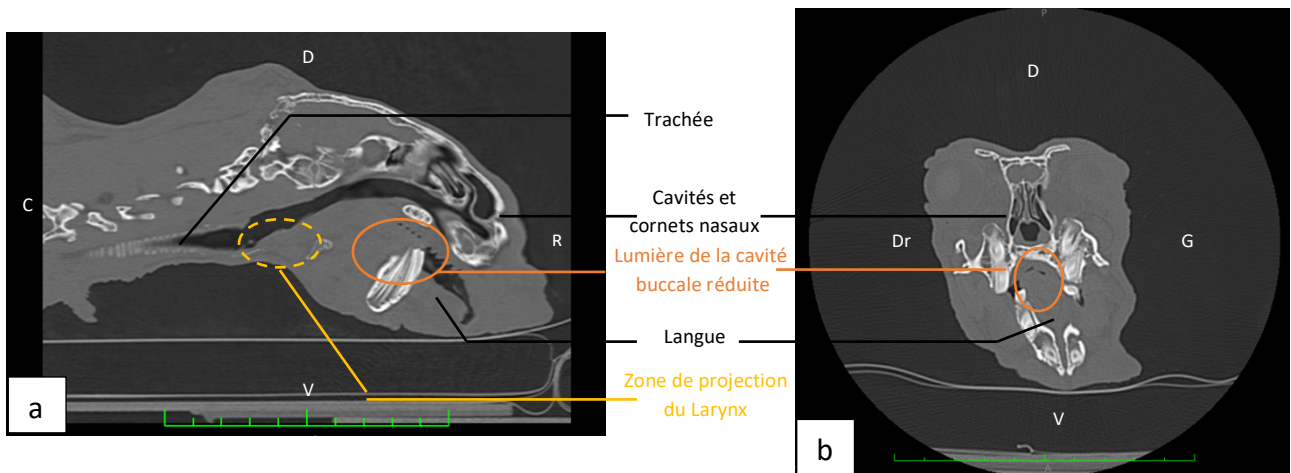 D
C
R
V
a
Trachée
Cavités et
cornets nasaux
Lumière de la cavité
buccale réduite
Langue
Zone de projection
du Larynx
P
D
Dr
G
V
A
b